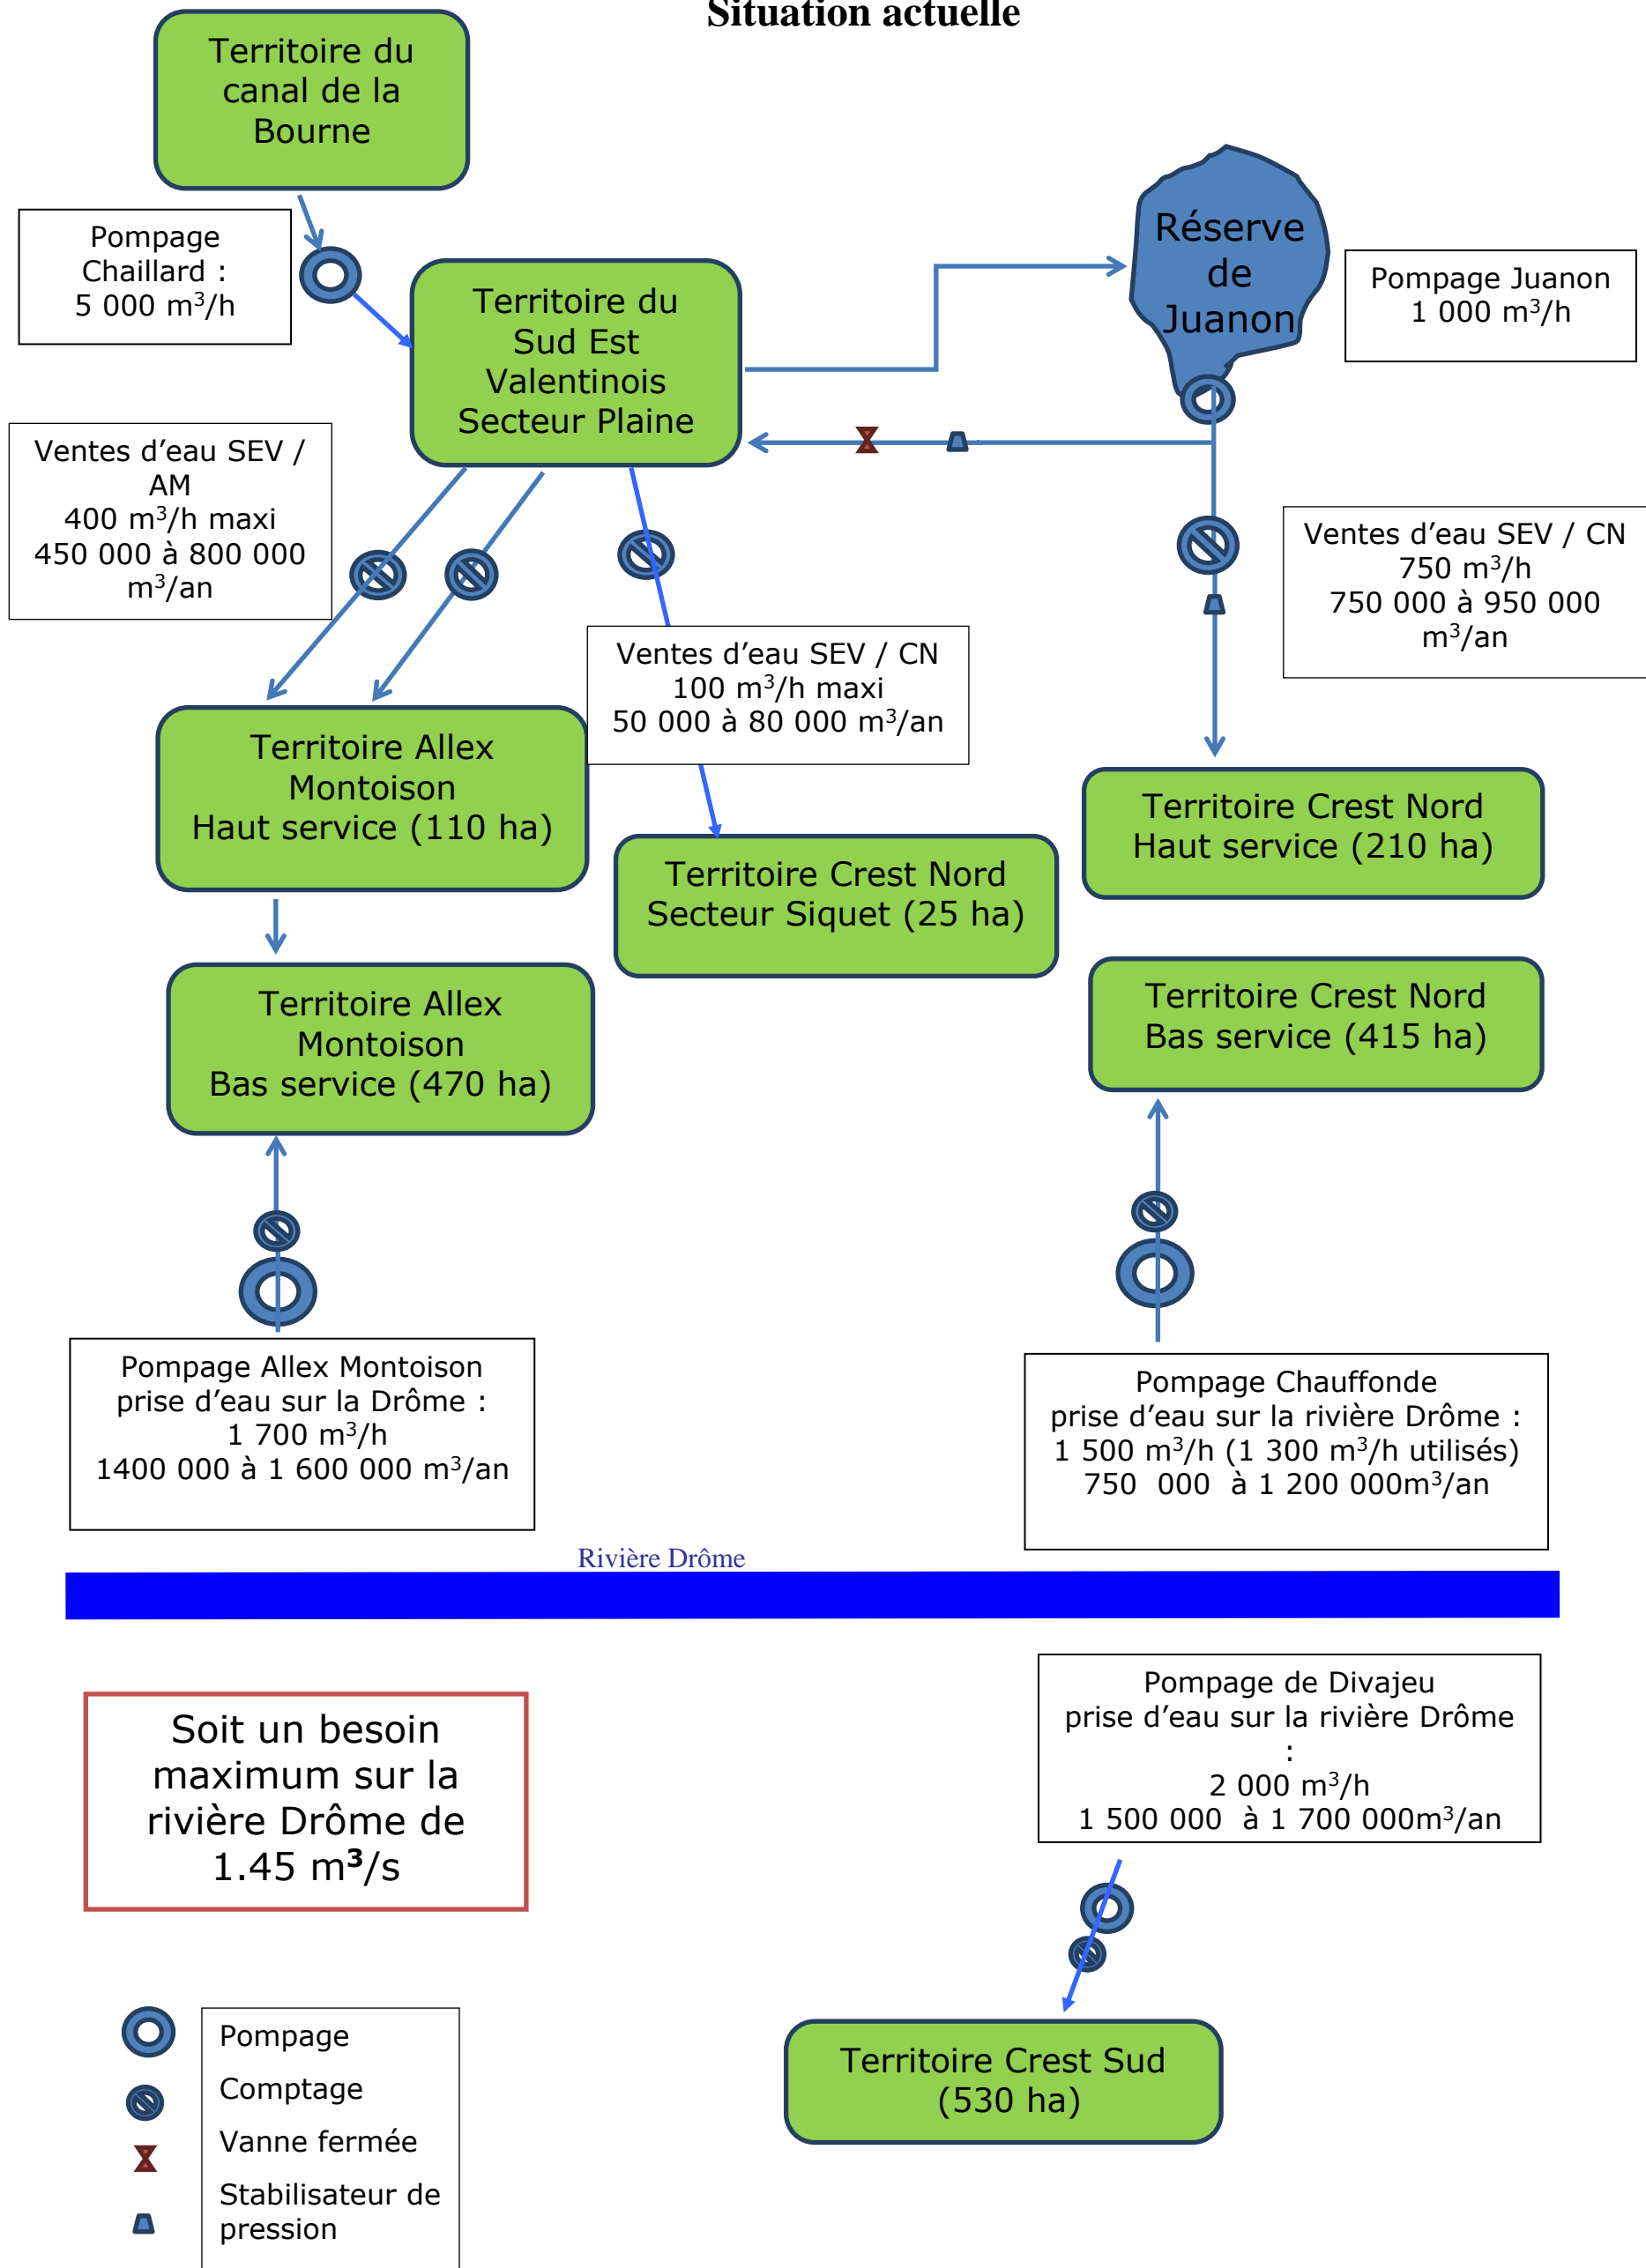 Situation actuelle
Territoire du
canal de la
Bourne
Pompage
Chaillard :
5 000 m³/h
Territoire du
Sud Est
Valentinois
Secteur Plaine
Réserve
de
Juanon
Pompage Juanon
1 000 m³/h
Ventes d’eau SEV /
AM
400 m³/h maxi
450 000 à 800 000
m³/an
Ventes d’eau SEV / CN
750 m³/h
750 000 à 950 000
m³/an
Ventes d’eau SEV / CN
100 m³/h maxi
50 000 à 80 000 m³/an
Territoire Allex
Montoison
Haut service (110 ha)
Territoire Crest Nord
Secteur Siquet (25 ha)
Territoire Crest Nord
Haut service (210 ha)
Territoire Allex
Montoison
Bas service (470 ha)
Territoire Crest Nord
Bas service (415 ha)
Pompage Allex Montoison
prise d’eau sur la Drôme :
1 700 m³/h
1400 000 à 1 600 000 m³/an
Pompage Chauffonde
prise d’eau sur la rivière Drôme :
1 500 m³/h (1 300 m³/h utilisés)
750 000 à 1 200 000m³/an
Rivière Drôme
Soit un besoin
maximum sur la
rivière Drôme de
1.45 m³/s
Pompage de Divajeu
prise d’eau sur la rivière Drôme
:
2 000 m³/h
1 500 000 à 1 700 000m³/an
Territoire Crest Sud
(530 ha)
Pompage
Comptage
Vanne fermée
Stabilisateur de
pression